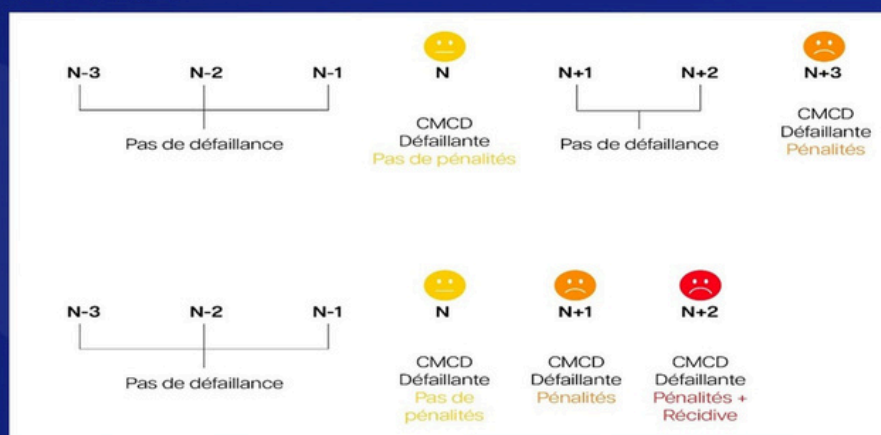 N-3 N-2 N-1 N N+1 N+2 N+3
Pas de défaillance
CMCD
Défaillante
Pas de pénalités
Pas de défaillance
CMCD
Défaillante
Pénalités
N-3 N-2 N-1 N N+1 N+2
Pas de défaillance
CMCD
Défaillante
Pas de
pénalités
CMCD
Défaillante
Pénalités
CMCD
Défaillante
Pénalités +
Récidive